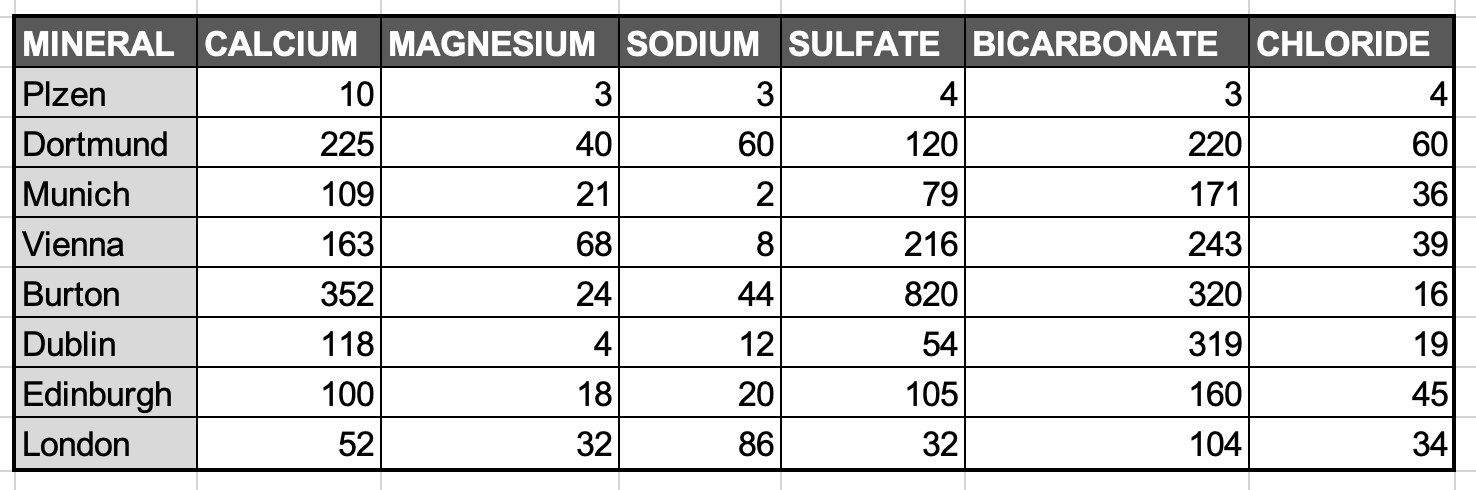 MINERAL CALCIUM MAGNESIUM SODIUM SULFATE BICARBONATE CHLORIDE
Plzen 10 3 3 4 3 4
Dortmund 225 40 60 120 220 60
Munich 109 21 2 79 171 36
Vienna 163 68 8 216 243 39
Burton 352 24 44 820 320 16
Dublin 118 4 12 54 319 19
Edinburgh 100 18 20 105 160 45
London 52 32 86 32 104 34